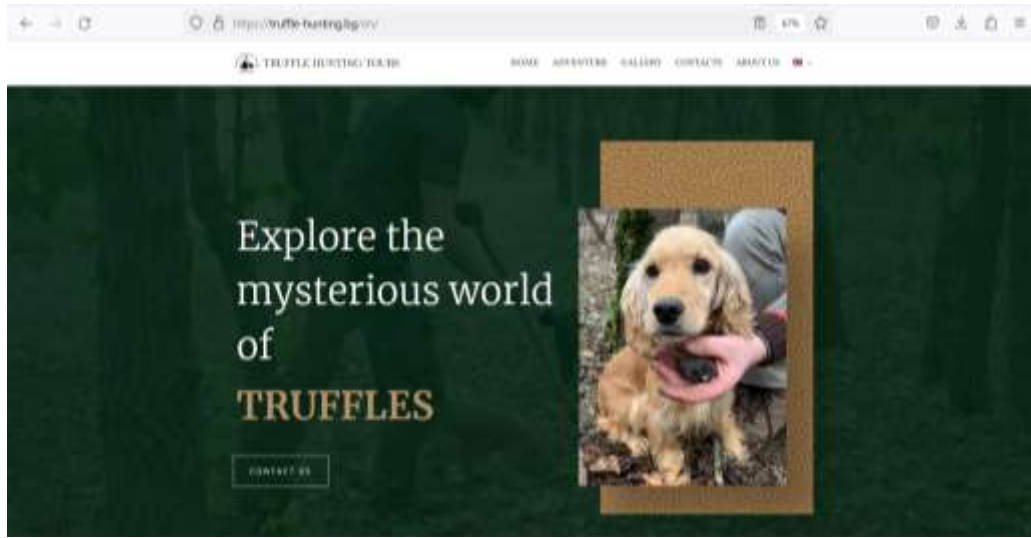 https://truffle-hunting.bg/en/
67%
TRUFFLE HUNTING TOURS
HOME ADVENTURE GALLERY CONTACTS ABOUT US
Explore the
mysterious world
of
TRUFFLES
CONTACT US